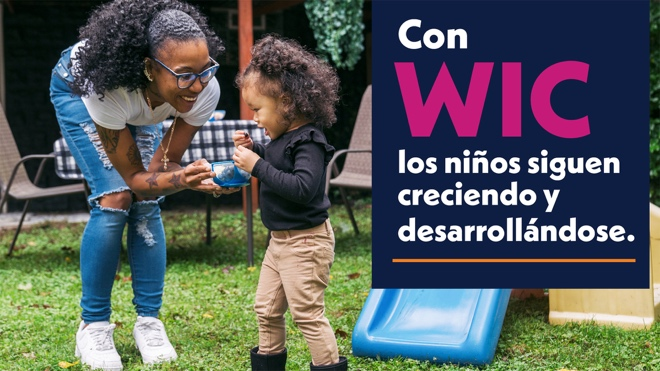 Con
WIC
los niños siguen
creciendo y
desarrollándose.